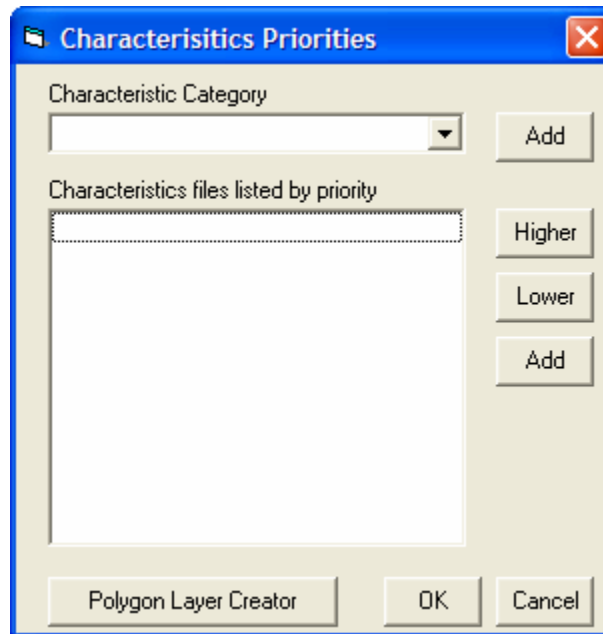 Characterisitics Priorities
Characteristic Category
Add
Characteristics files listed by priority
Higher
Lower
Add
Polygon Layer Creator
OK
Cancel